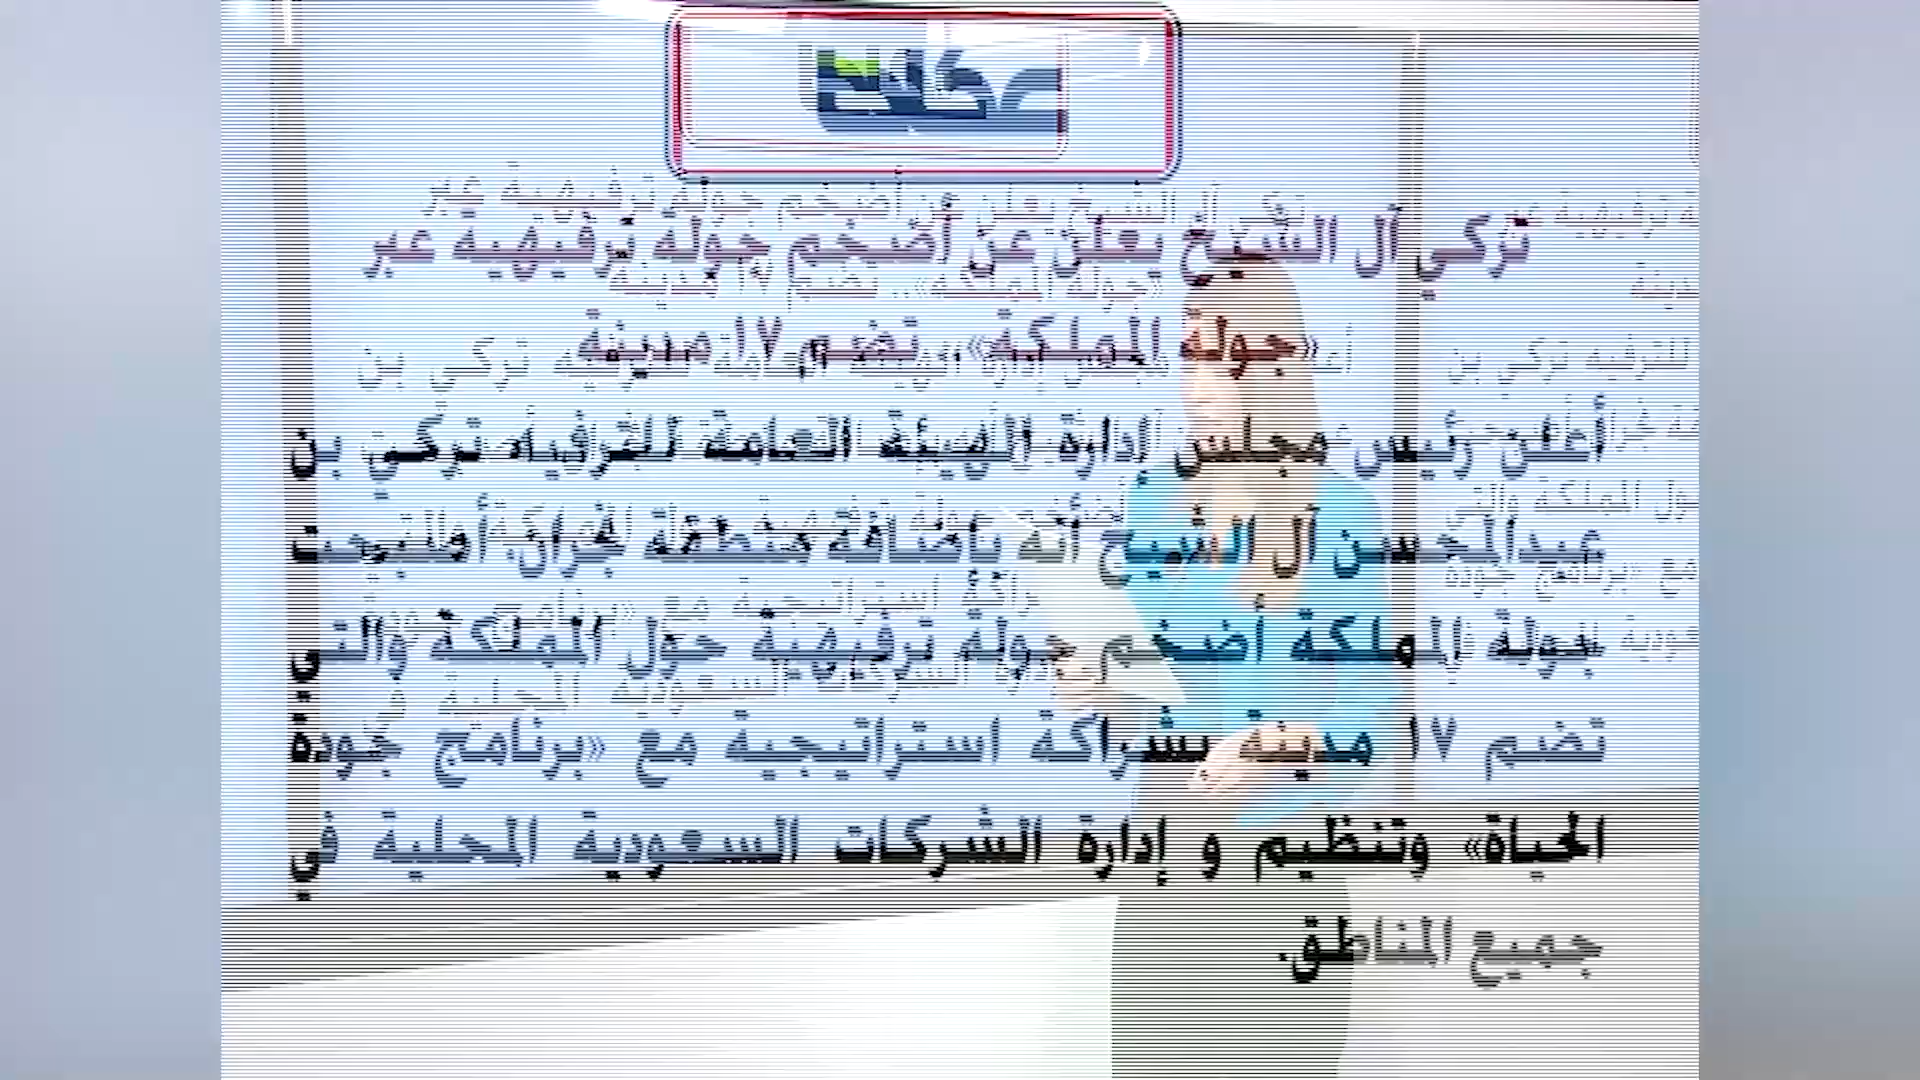 عكاظ
تركي آل الشيخ يعلن عن أضخم جولة ترفيهية عبر
«جولة المملكة».. تضم ١٧ مدينة
أعلن رئيس مجلس إدارة الهيئة العامة للترفيه تركي بن
عبدالمحسن آل الشيخ أنه بإضافة منطقة جازان أصبحت
جولة المملكة أضخم جولة ترفيهية حول المملكة والتي
تضم ١٧ مدينة بشراكة استراتيجية مع «برنامج جودة
الحياة» وتنظيم و إدارة الشركات السعودية المحلية في
جميع المناطق.